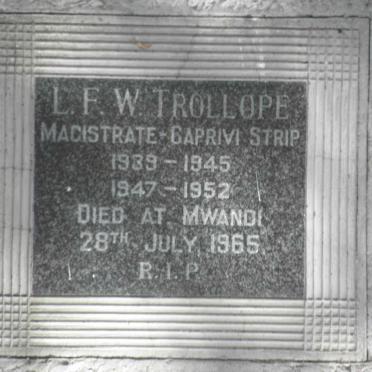 L. F. W. TROLLOPE
MAGISTRATE - CAPRIVI STRIP
1939 - 1945
1947 - 1952
DIED AT MWANDI
28TH JULY, 1965
R.I.P